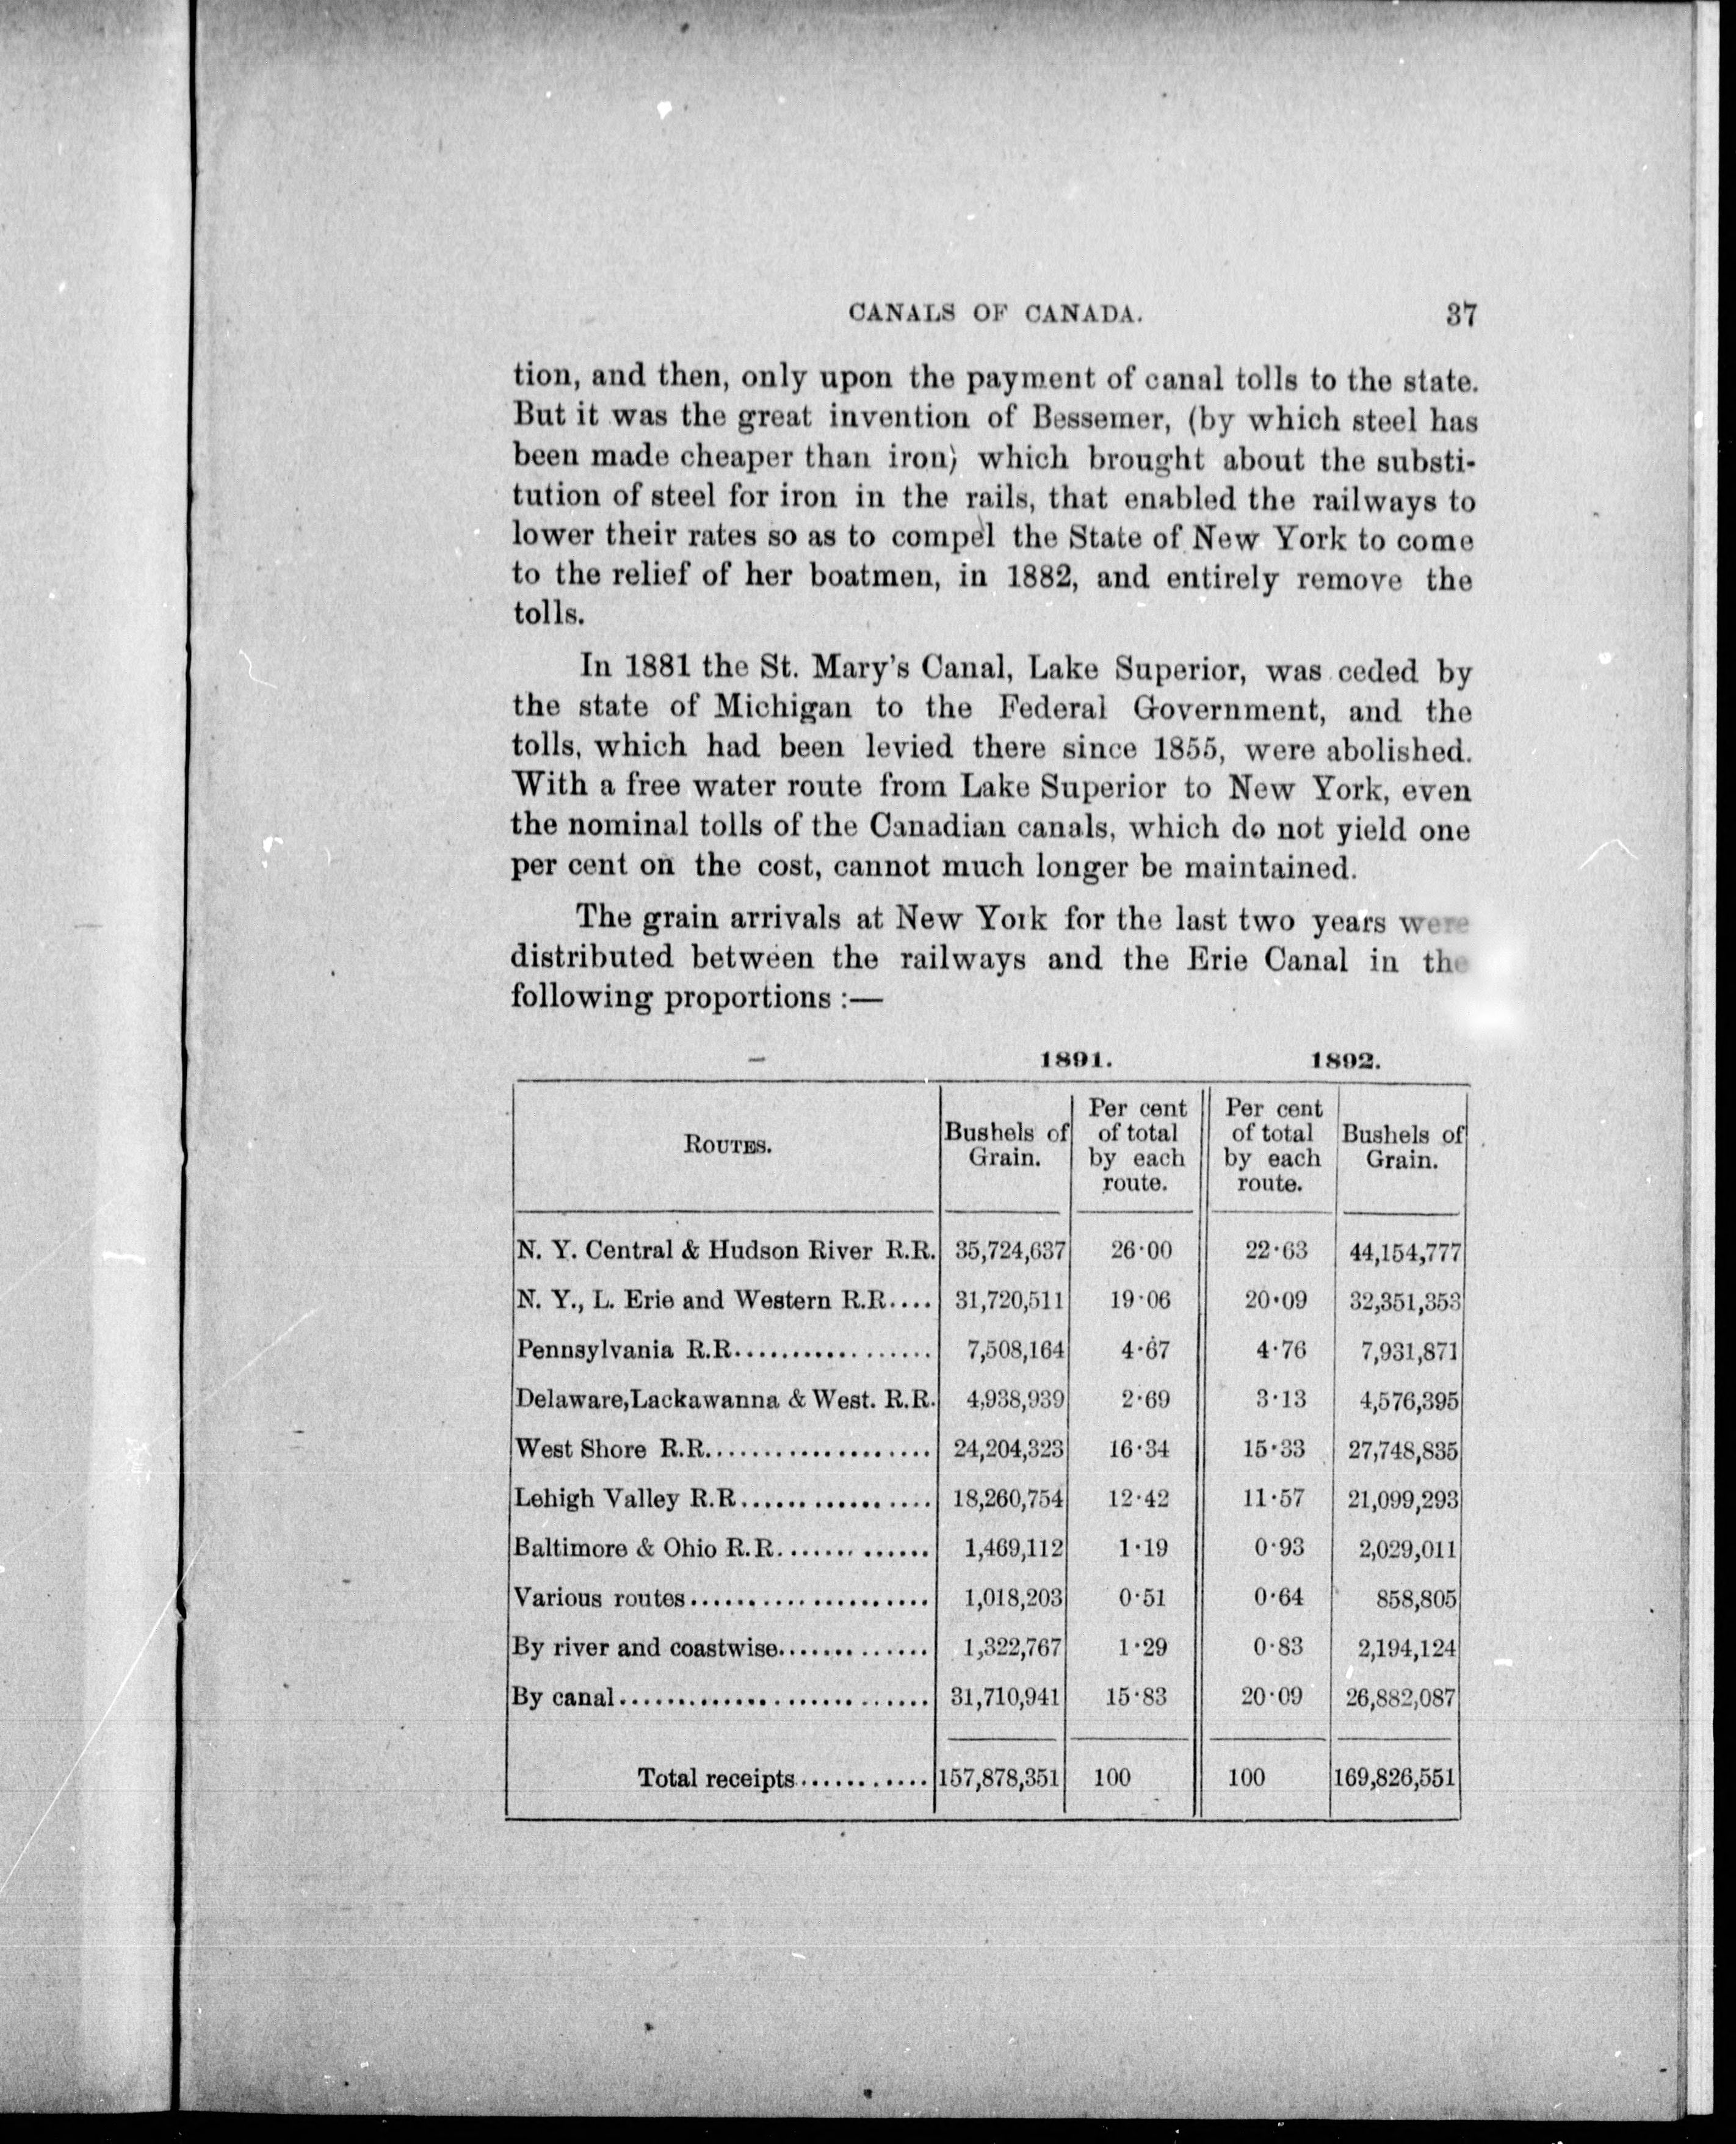 CANALS OF CANADA. 37
tion, and then, only upon the payment of canal tolls to the state.
But it was the great invention of Bessemer, (by which steel has
been made cheaper than iron) which brought about the substi-
tution of steel for iron in the rails, that enabled the railways to
lower their rates so as to compel the State of New York to come
to the relief of her boatmen, in 1882, and entirely remove the
tolls.
In 1881 the St. Mary's Canal, Lake Superior, was ceded by
the state of Michigan to the Federal Government, and the
tolls, which had been levied there since 1855, were abolished.
With a free water route from Lake Superior to New York, even
the nominal tolls of the Canadian canals, which do not yield one
per cent on the cost, cannot much longer be maintained.
The grain arrivals at New York for the last two years were
distributed between the railways and the Erie Canal in the
following proportions :—
— 1891. 1892.
ROUTES. Bushels of Grain. Per cent of total by each route. Per cent of total by each route. Bushels of Grain.
N. Y. Central & Hudson River R.R. 35,724,637 26·00 22·63 44,154,777
N. Y., L. Erie and Western R.R.... 31,720,511 19·06 20·09 32,351,353
Pennsylvania R.R................. 7,508,164 4·67 4·76 7,931,871
Delaware,Lackawanna & West. R.R. 4,938,939 2·69 3·13 4,576,395
West Shore R.R................... 24,204,323 16·34 15·33 27,748,835
Lehigh Valley R.R................ 18,260,754 12·42 11·57 21,099,293
Baltimore & Ohio R.R............. 1,469,112 1·19 0·93 2,029,011
Various routes.................... 1,018,203 0·51 0·64 858,805
By river and coastwise............. 1,322,767 1·29 0·83 2,194,124
By canal........................... 31,710,941 15·83 20·09 26,882,087
Total receipts............ 157,878,351 100 100 169,826,551